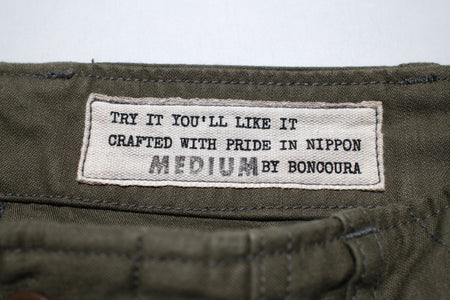 TRY IT YOU'LL LIKE IT
CRAFTED WITH PRIDE IN NIPPON
MEDIUM BY BONCOURA